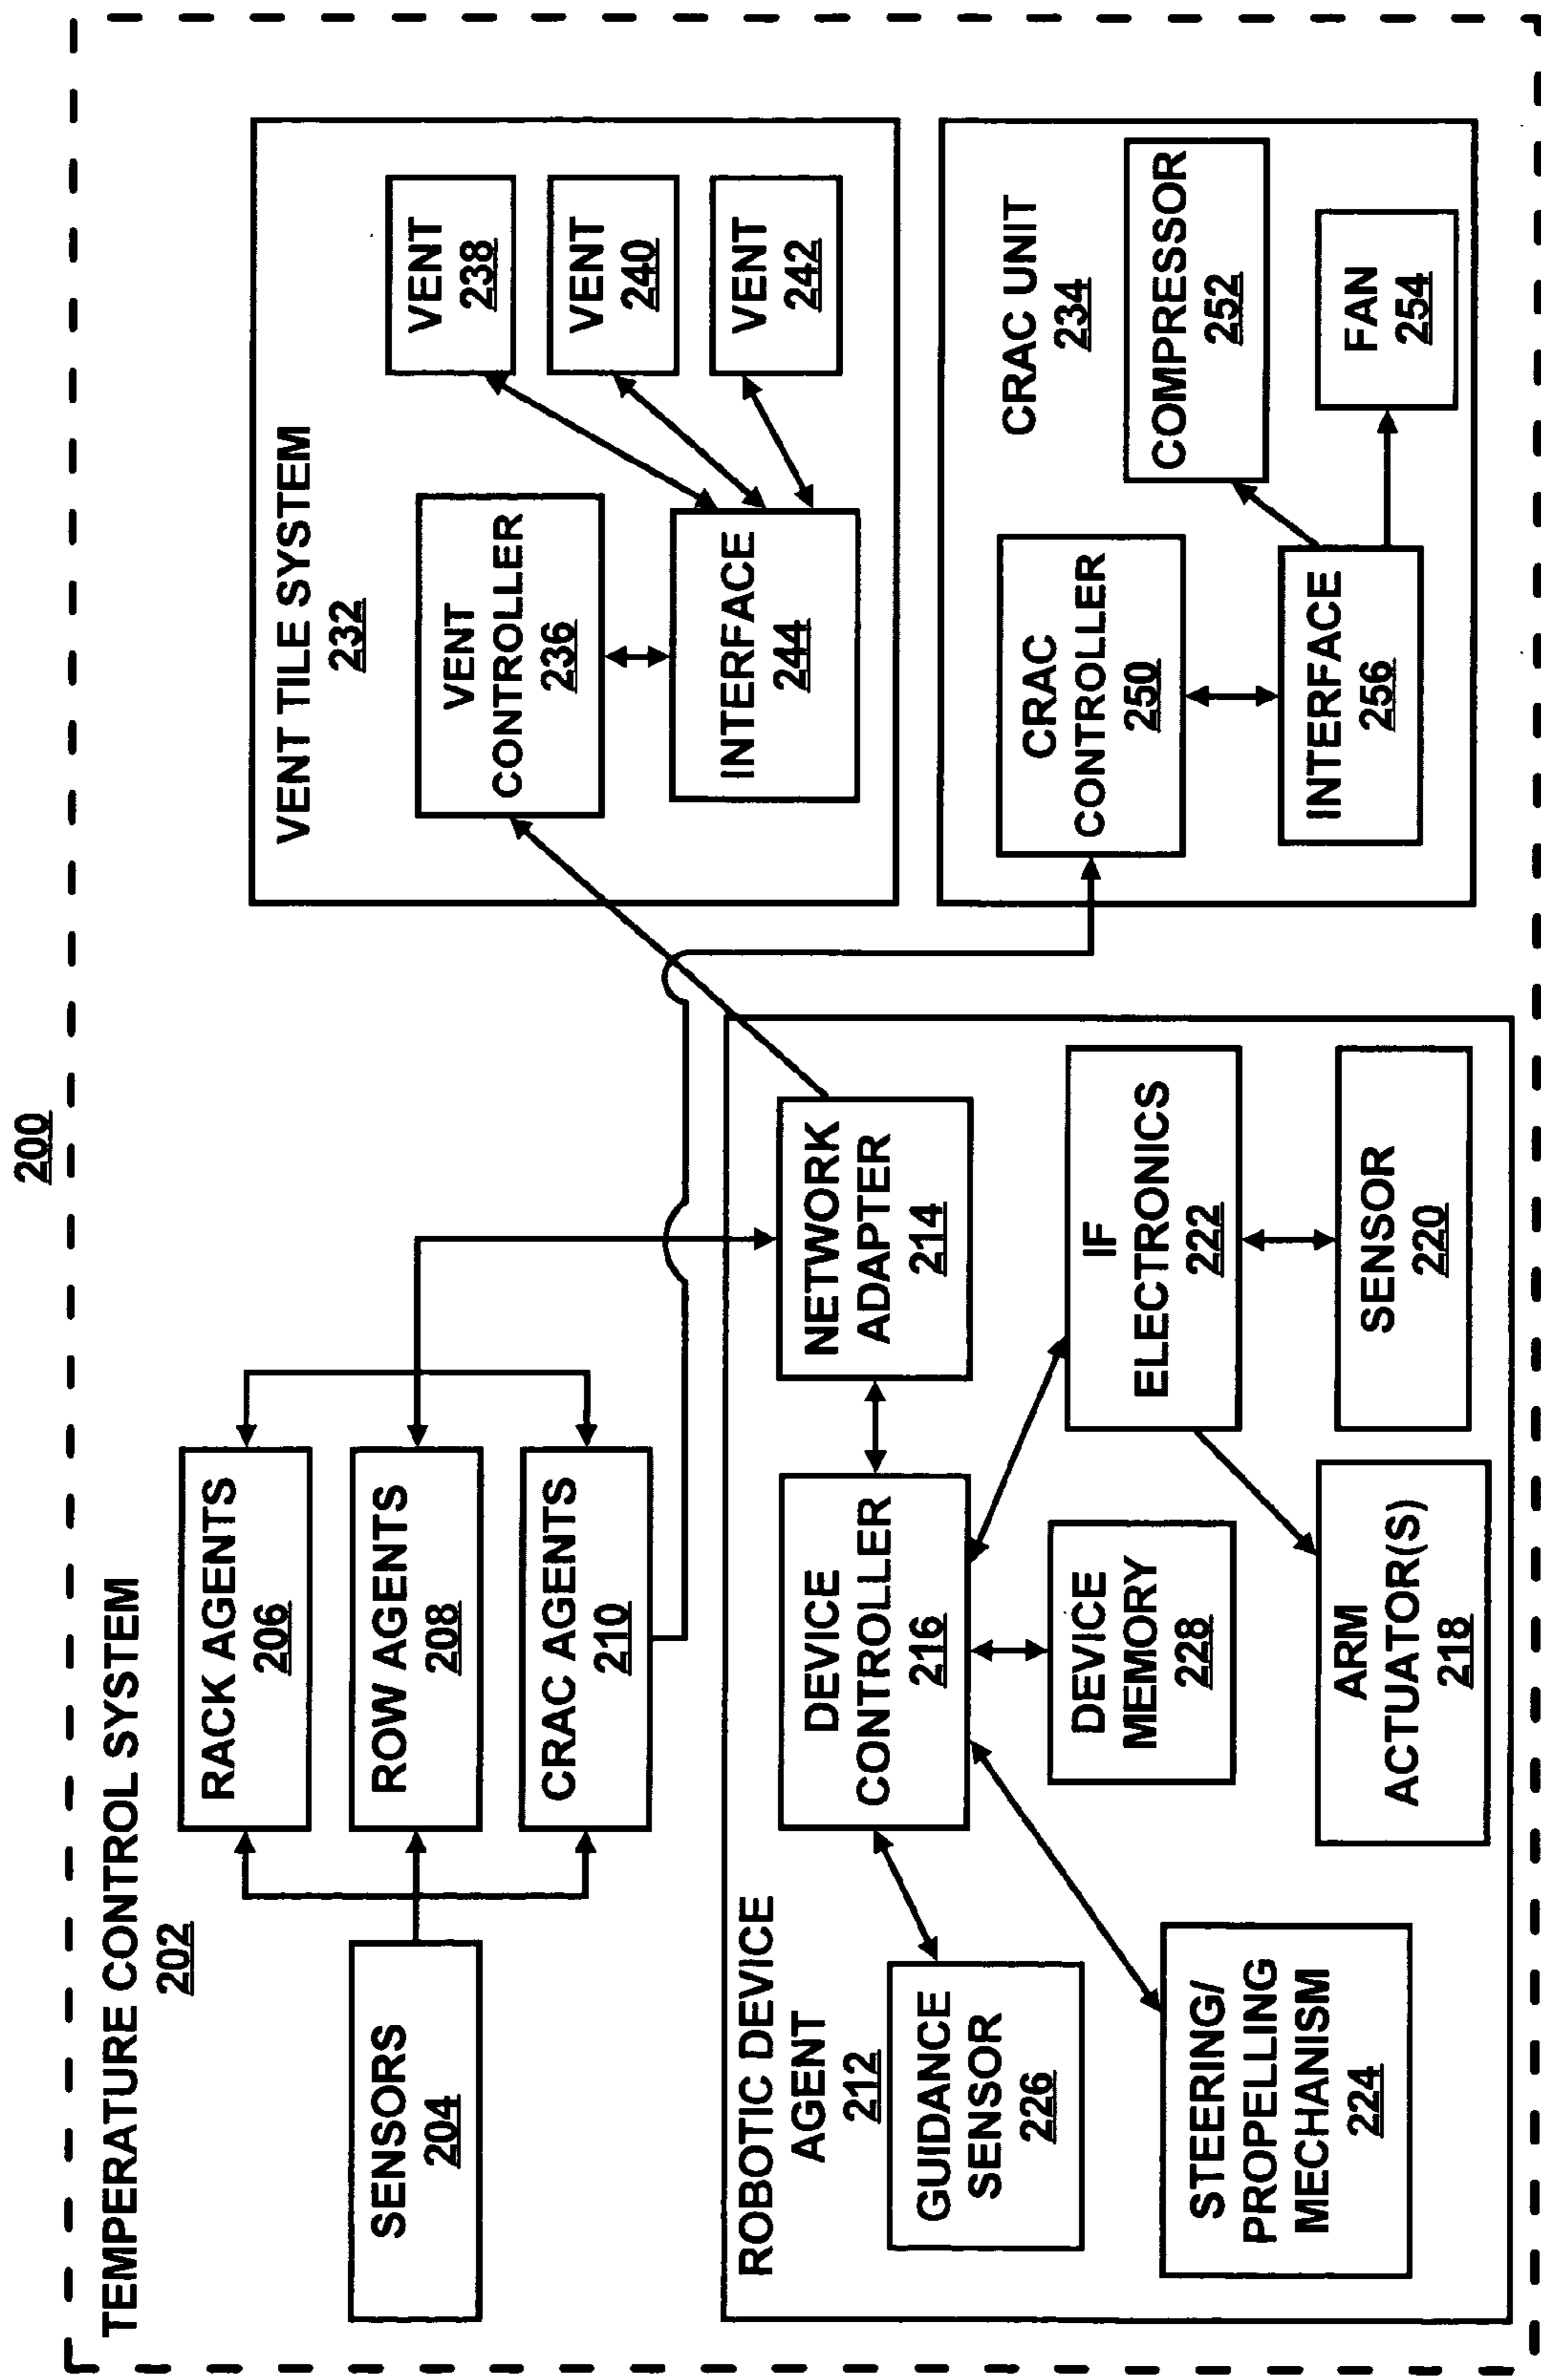 200
TEMPERATURE CONTROL SYSTEM
202
SENSORS
204
RACK AGENTS
206
ROW AGENTS
208
CRAC AGENTS
210
ROBOTIC DEVICE
AGENT
212
GUIDANCE
SENSOR
226
STEERING/
PROPELLING
MECHANISM
224
DEVICE
CONTROLLER
216
DEVICE
MEMORY
228
ARM
ACTUATOR(S)
218
NETWORK
ADAPTER
214
IF
ELECTRONICS
222
SENSOR
220
VENT TILE SYSTEM
232
VENT
CONTROLLER
236
INTERFACE
244
VENT
238
VENT
240
VENT
242
CRAC UNIT
234
CRAC
CONTROLLER
250
INTERFACE
256
COMPRESSOR
252
FAN
254